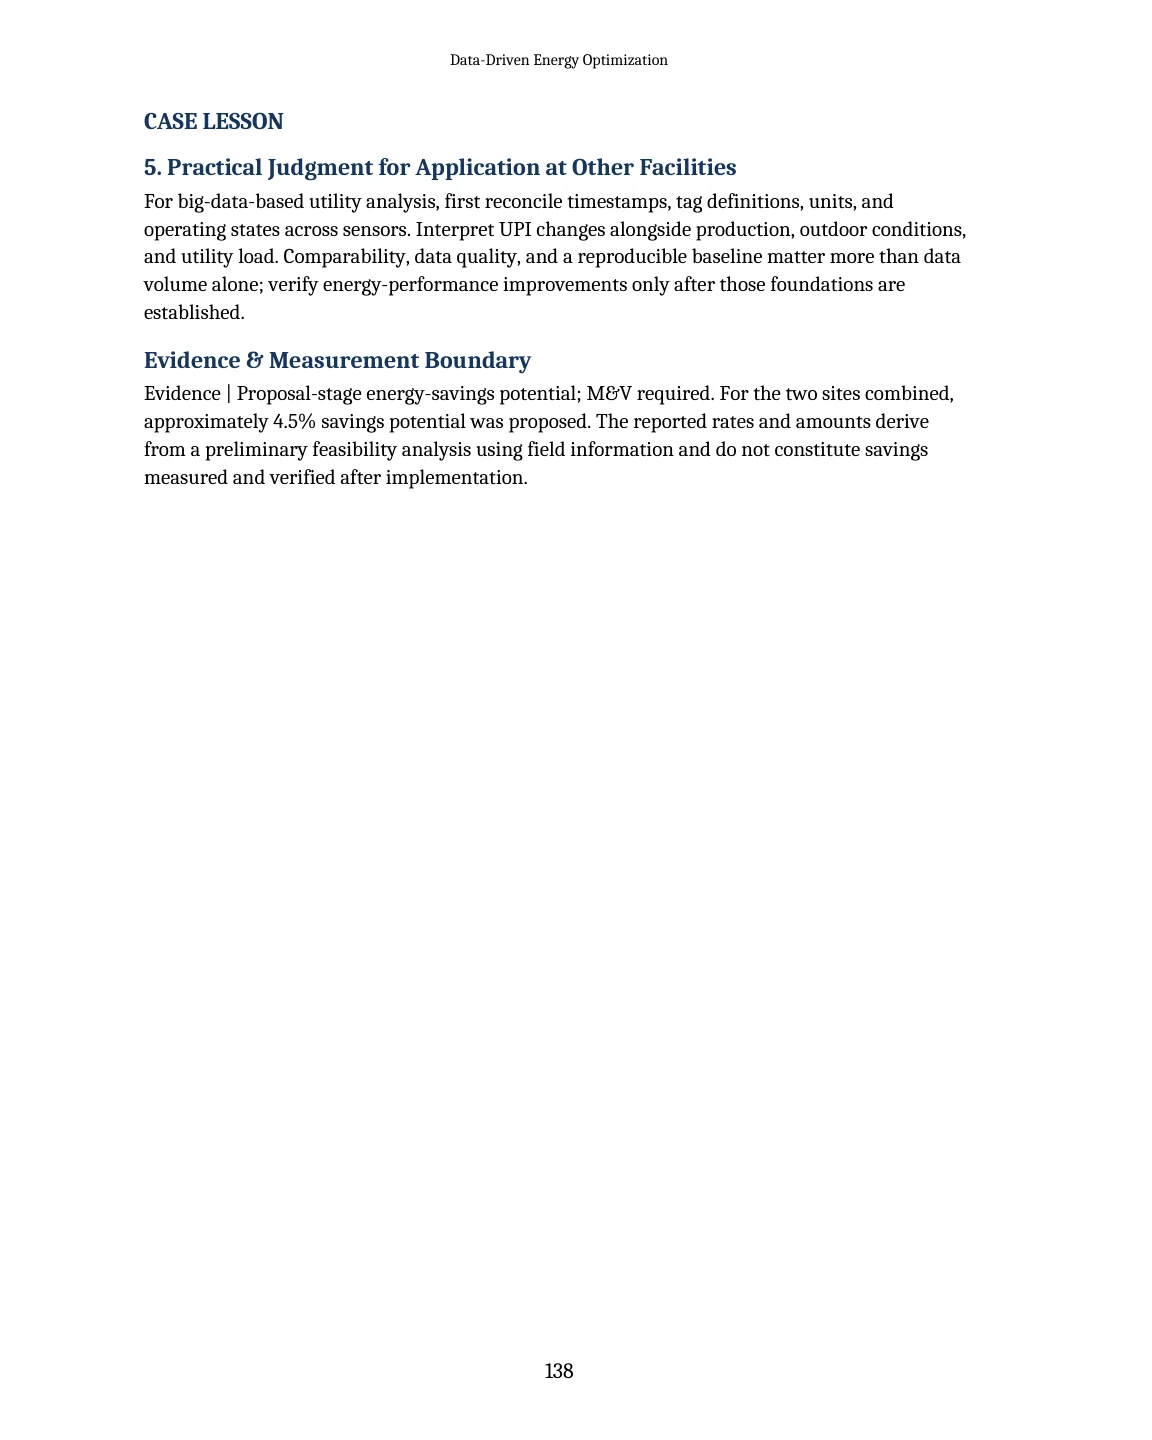 Data-Driven Energy Optimization
CASE LESSON
5. Practical Judgment for Application at Other Facilities
For big-data-based utility analysis, first reconcile timestamps, tag definitions, units, and
operating states across sensors. Interpret UPI changes alongside production, outdoor conditions,
and utility load. Comparability, data quality, and a reproducible baseline matter more than data
volume alone; verify energy-performance improvements only after those foundations are
established.
Evidence & Measurement Boundary
Evidence | Proposal-stage energy-savings potential; M&V required. For the two sites combined,
approximately 4.5% savings potential was proposed. The reported rates and amounts derive
from a preliminary feasibility analysis using field information and do not constitute savings
measured and verified after implementation.
138